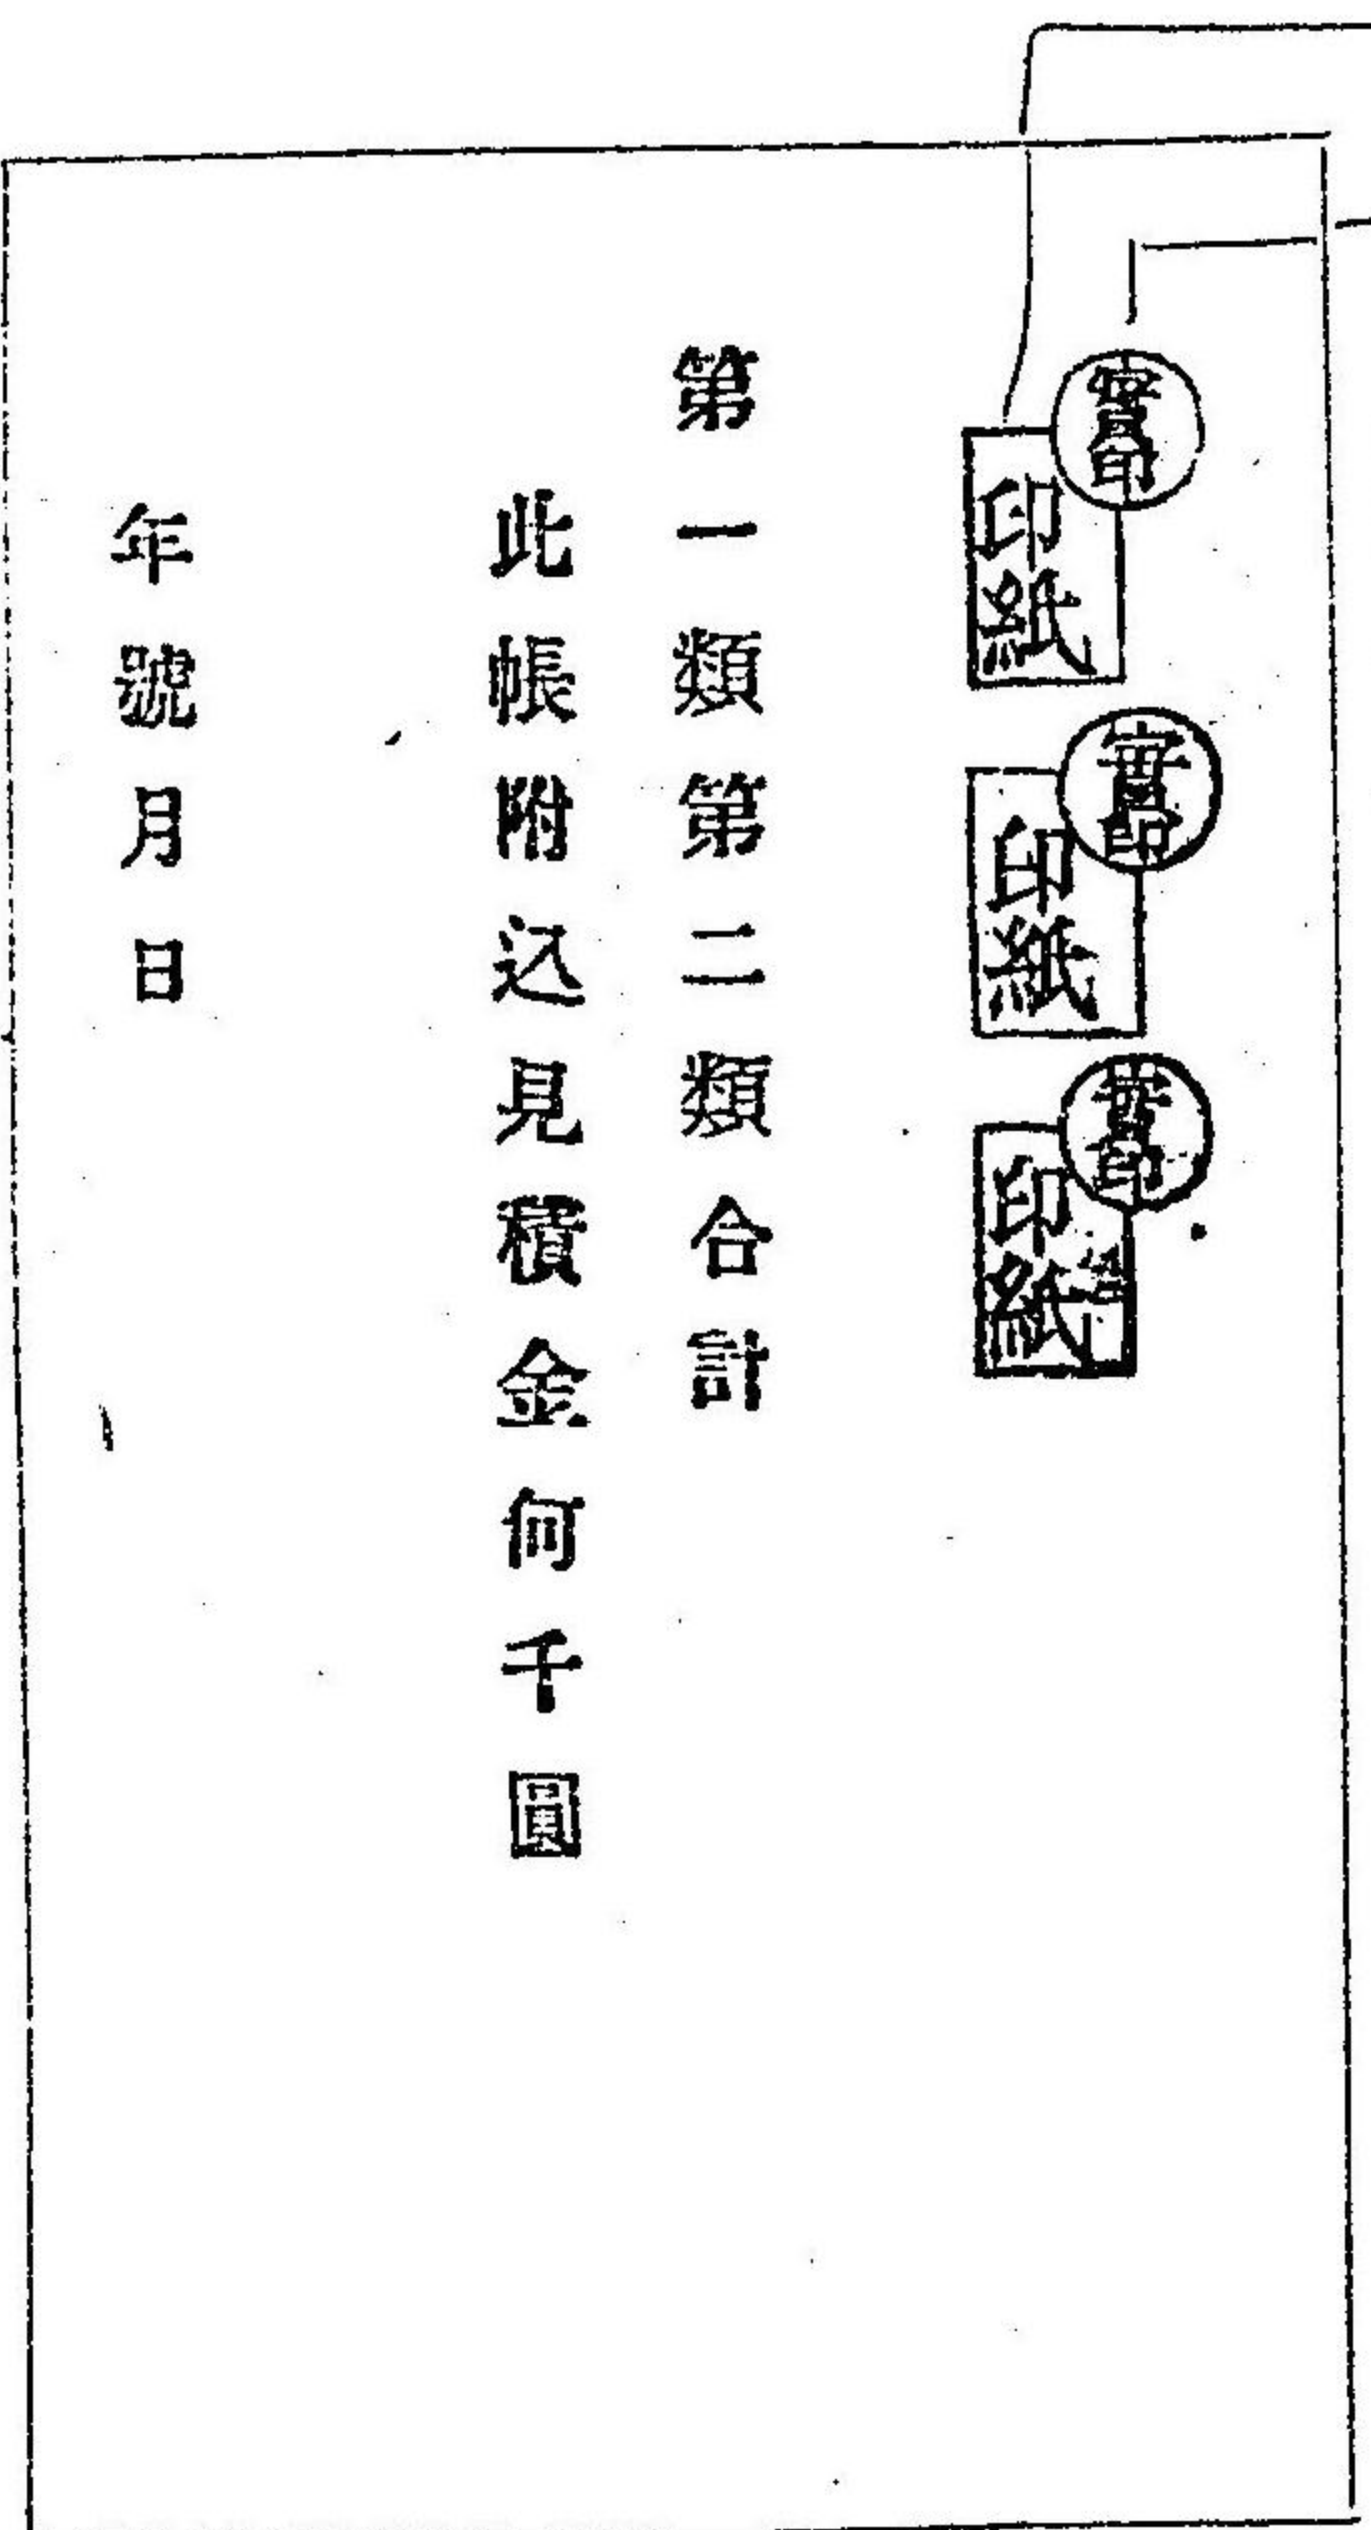 實印
印紙
實印
印紙
實印
印紙
第一類第二類合計
此帳附込見積金何千圓
年號月日